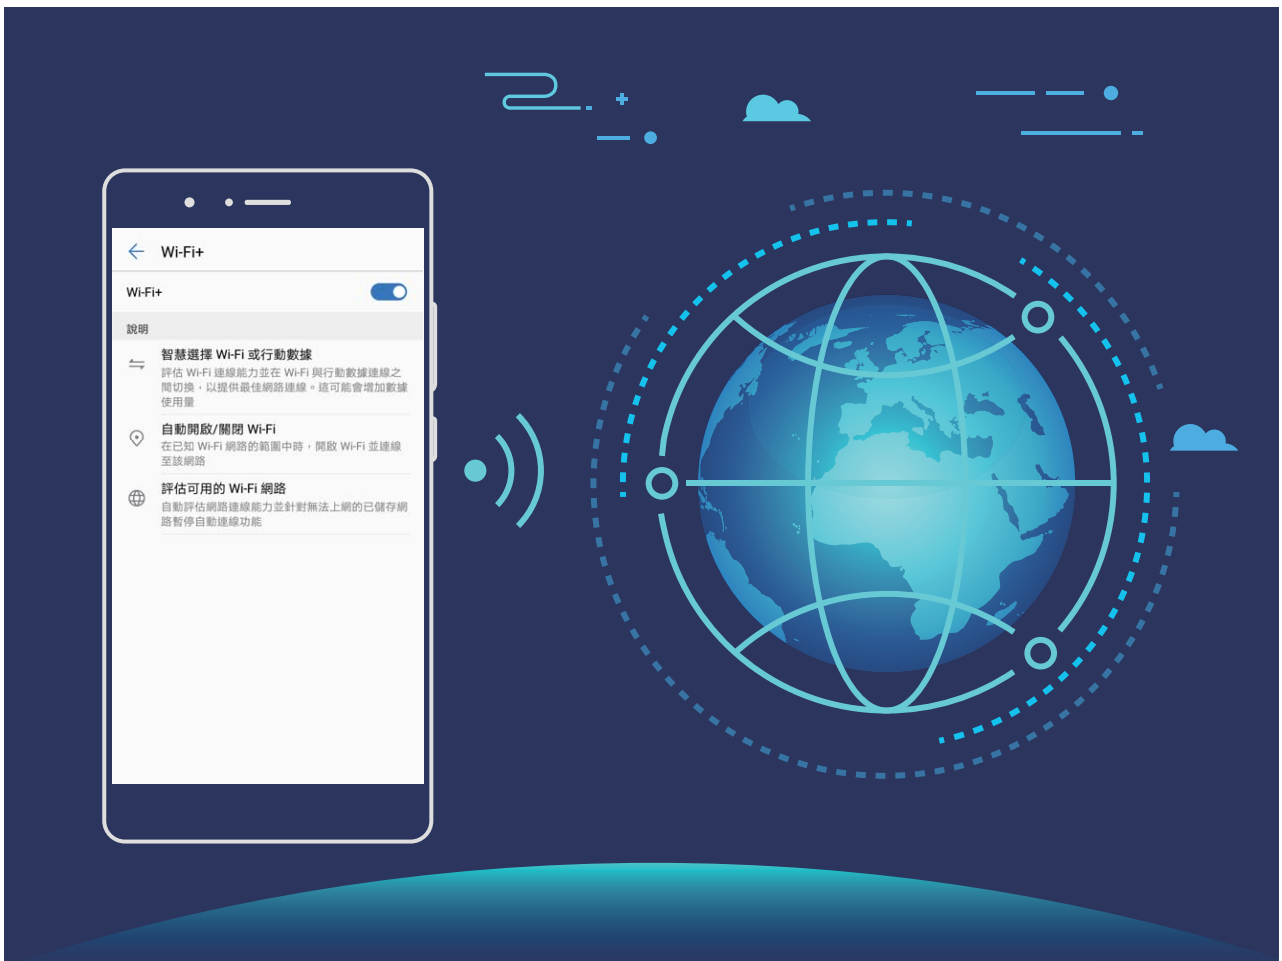 Wi-Fi+
Wi-Fi+
說明
智慧選擇 Wi-Fi 或行動數據
評估 Wi-Fi 連線能力並在 Wi-Fi 與行動數據連線之
間切換，以提供最佳網路連線。這可能會增加數據
使用量
自動開啟/關閉 Wi-Fi
在已知 Wi-Fi 網路的範圍中時，開啟 Wi-Fi 並連線
至該網路
評估可用的 Wi-Fi 網路
自動評估網路連線能力並針對無法上網的已儲存網
路暫停自動連線功能